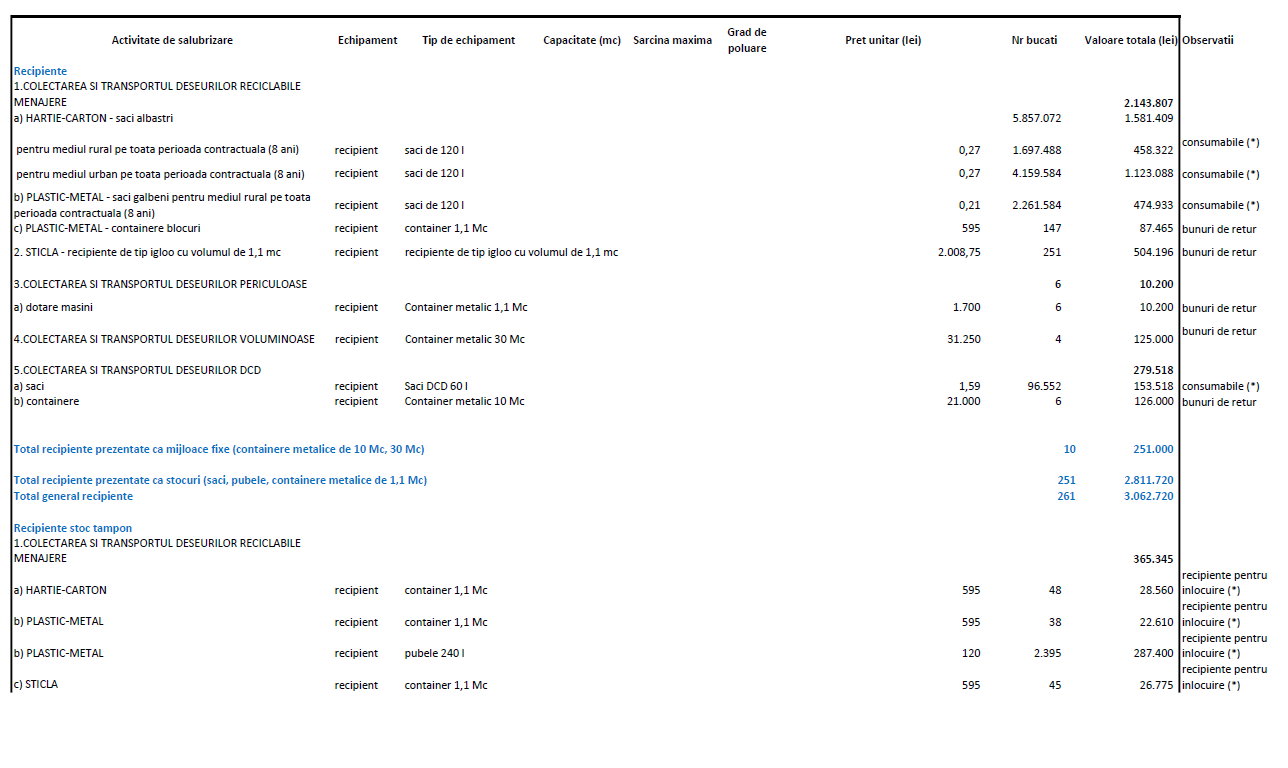 Activitate de salubrizare Echipament Tip de echipament Capacitate (mc) Sarcina maxima Grad de poluare Pret unitar (lei) Nr bucati Valoare totala (lei) Observatii
Recipiente
1.COLECTAREA SI TRANSPORTUL DESEURILOR RECICLABILE
MENAJERE 2.143.807
a) HARTIE-CARTON - saci albastri 5.857.072 1.581.409
pentru mediul rural pe toata perioada contractuala (8 ani) recipient saci de 120 l 0,27 1.697.488 458.322 consumabile (*)
pentru mediul urban pe toata perioada contractuala (8 ani) recipient saci de 120 l 0,27 4.159.584 1.123.088 consumabile (*)
b) PLASTIC-METAL - saci galbeni pentru mediul rural pe toata
perioada contractuala (8 ani) recipient saci de 120 l 0,21 2.261.584 474.933 consumabile (*)
c) PLASTIC-METAL - containere blocuri recipient container 1,1 Mc 595 147 87.465 bunuri de retur
2. STICLA - recipiente de tip igloo cu volumul de 1,1 mc recipient recipiente de tip igloo cu volumul de 1,1 mc 2.008,75 251 504.196 bunuri de retur
3.COLECTAREA SI TRANSPORTUL DESEURILOR PERICULOASE 6 10.200
a) dotare masini recipient Container metalic 1,1 Mc 1.700 6 10.200 bunuri de retur
4.COLECTAREA SI TRANSPORTUL DESEURILOR VOLUMINOASE recipient Container metalic 30 Mc 31.250 4 125.000 bunuri de retur
5.COLECTAREA SI TRANSPORTUL DESEURILOR DCD 279.518
a) saci recipient Saci DCD 60 l 1,59 96.552 153.518 consumabile (*)
b) containere recipient Container metalic 10 Mc 21.000 6 126.000 bunuri de retur
Total recipiente prezentate ca mijloace fixe (containere metalice de 10 Mc, 30 Mc) 10 251.000
Total recipiente prezentate ca stocuri (saci, pubele, containere metalice de 1,1 Mc) 251 2.811.720
Total general recipiente 261 3.062.720
Recipiente stoc tampon
1.COLECTAREA SI TRANSPORTUL DESEURILOR RECICLABILE
MENAJERE 365.345
recipiente pentru
a) HARTIE-CARTON recipient container 1,1 Mc 595 48 28.560 inlocuire (*)
recipiente pentru
b) PLASTIC-METAL recipient container 1,1 Mc 595 38 22.610 inlocuire (*)
recipiente pentru
b) PLASTIC-METAL recipient pubele 240 l 120 2.395 287.400 inlocuire (*)
recipiente pentru
c) STICLA recipient container 1,1 Mc 595 45 26.775 inlocuire (*)